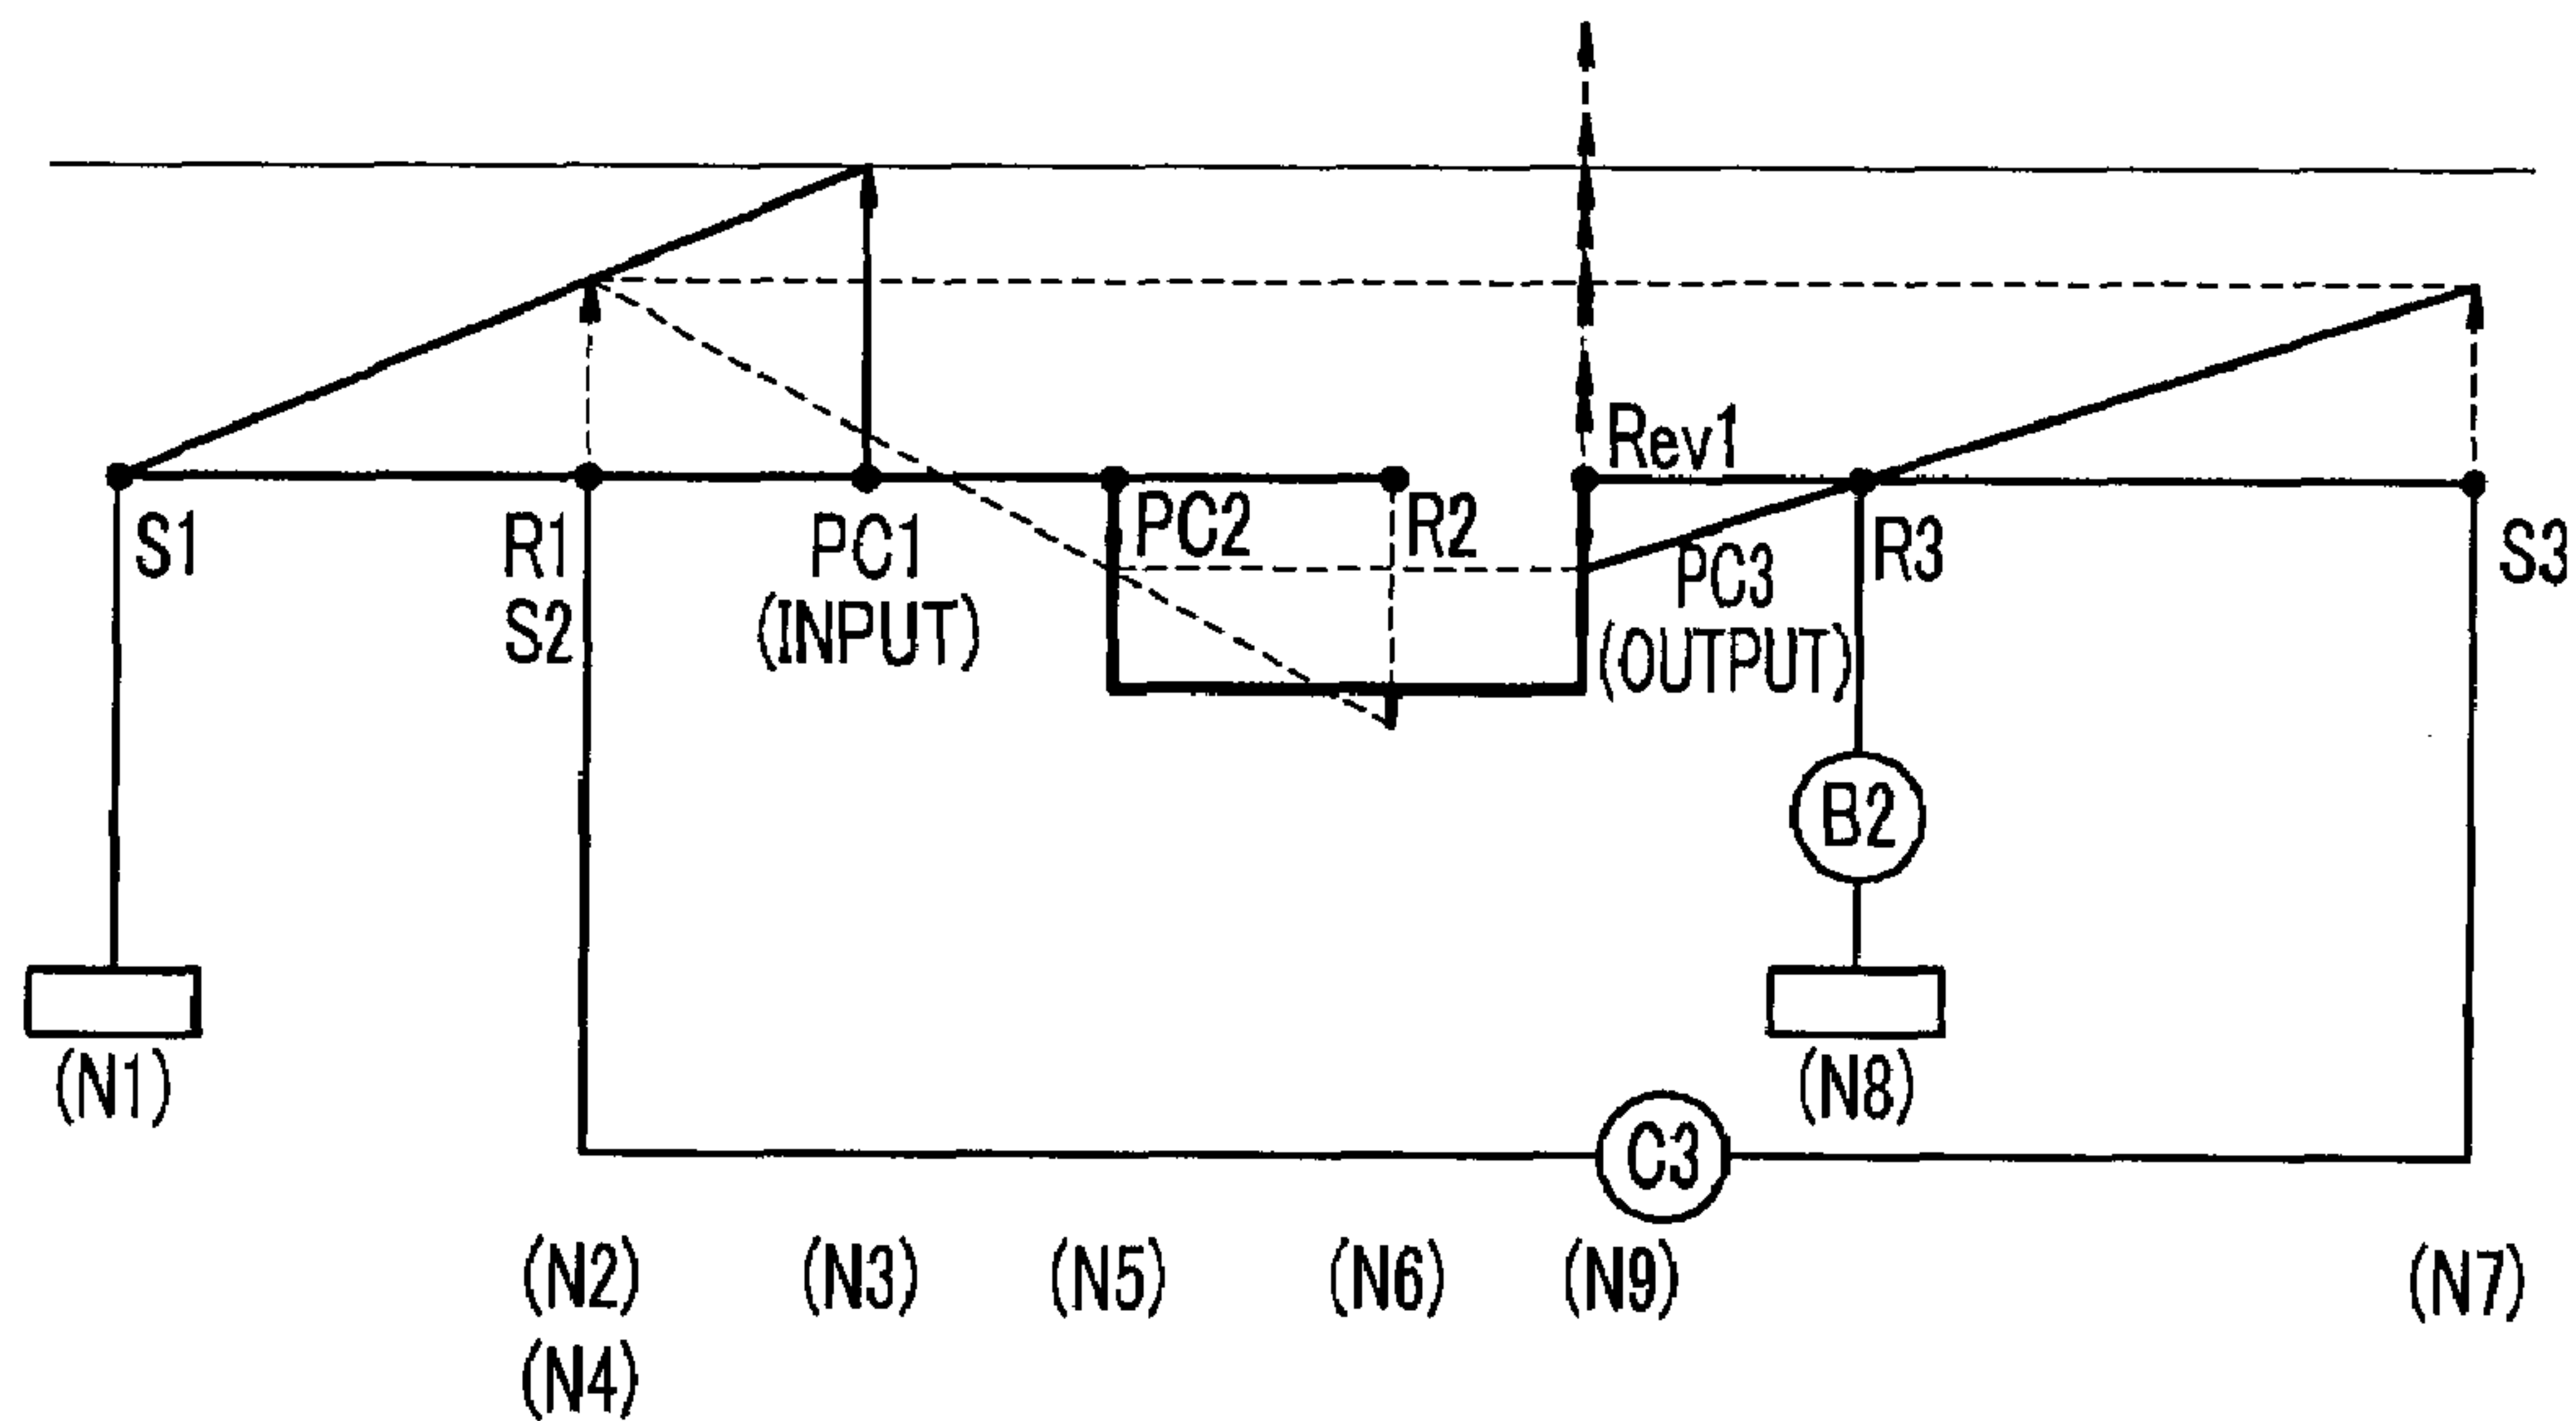 Rev1
S1
R1
S2
PC1
(INPUT)
PC2
R2
PC3
(OUTPUT)
R3
S3
B2
(N1)
(N8)
C3
(N2)
(N4)
(N3)
(N5)
(N6)
(N9)
(N7)